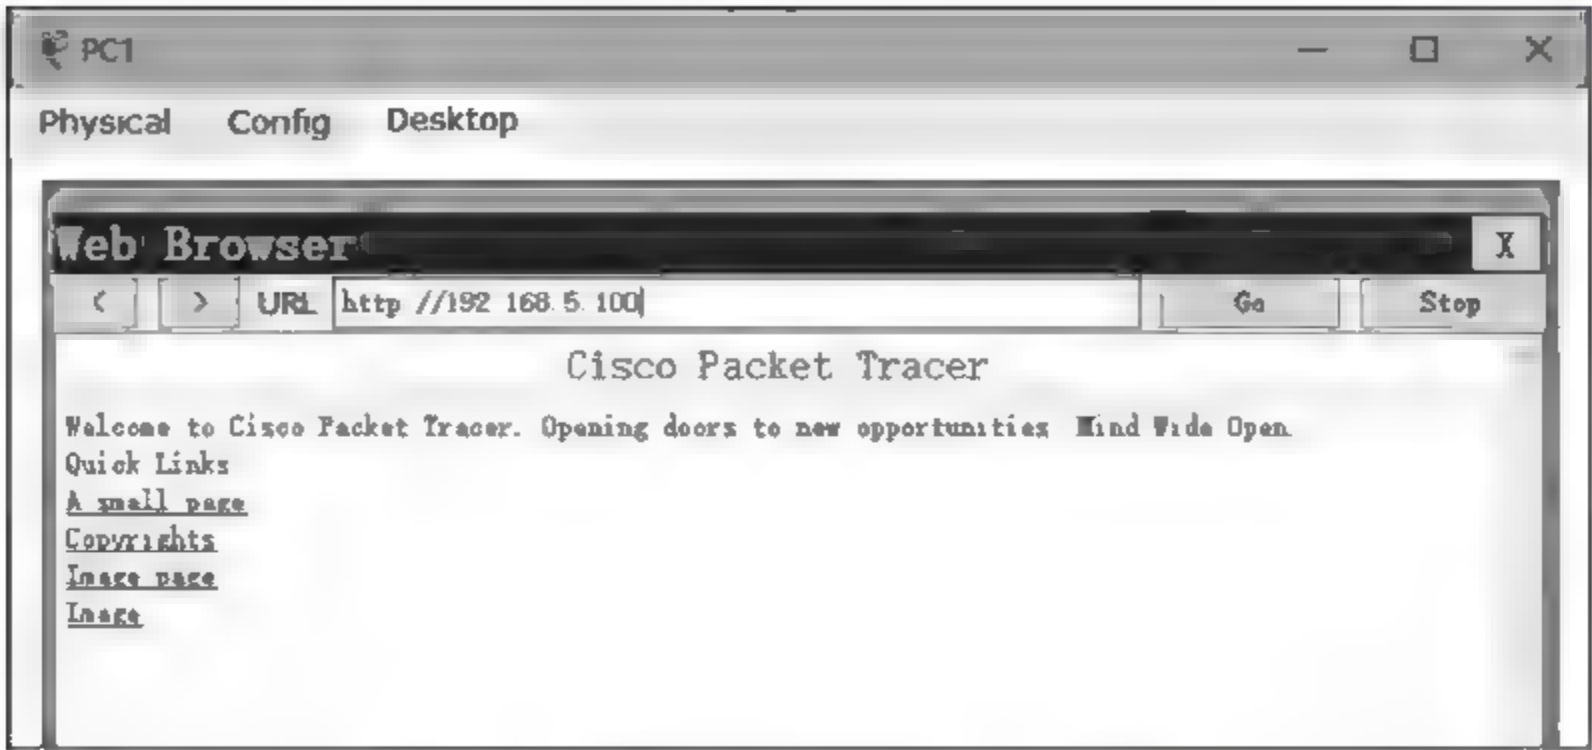 PC1
Physical Config Desktop
Web Browser X
< > URL http //192 168.5.100 Go Stop
Cisco Packet Tracer
Welcome to Cisco Packet Tracer. Opening doors to new opportunities Mind Wide Open
Quick Links
A small page
Copyrights
Image page
Image